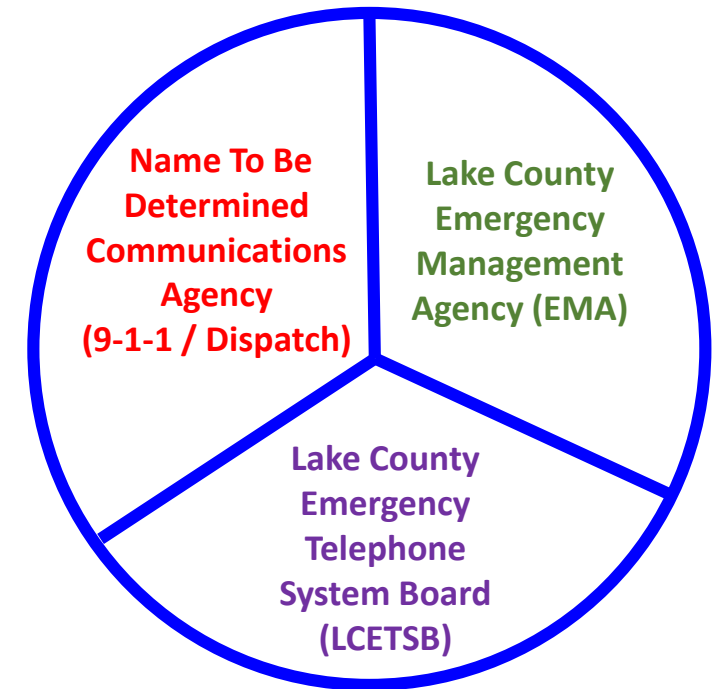 Name To Be
Determined
Communications
Agency
(9-1-1 / Dispatch)
Lake County
Emergency
Management
Agency (EMA)
Lake County
Emergency
Telephone
System Board
(LCETSB)